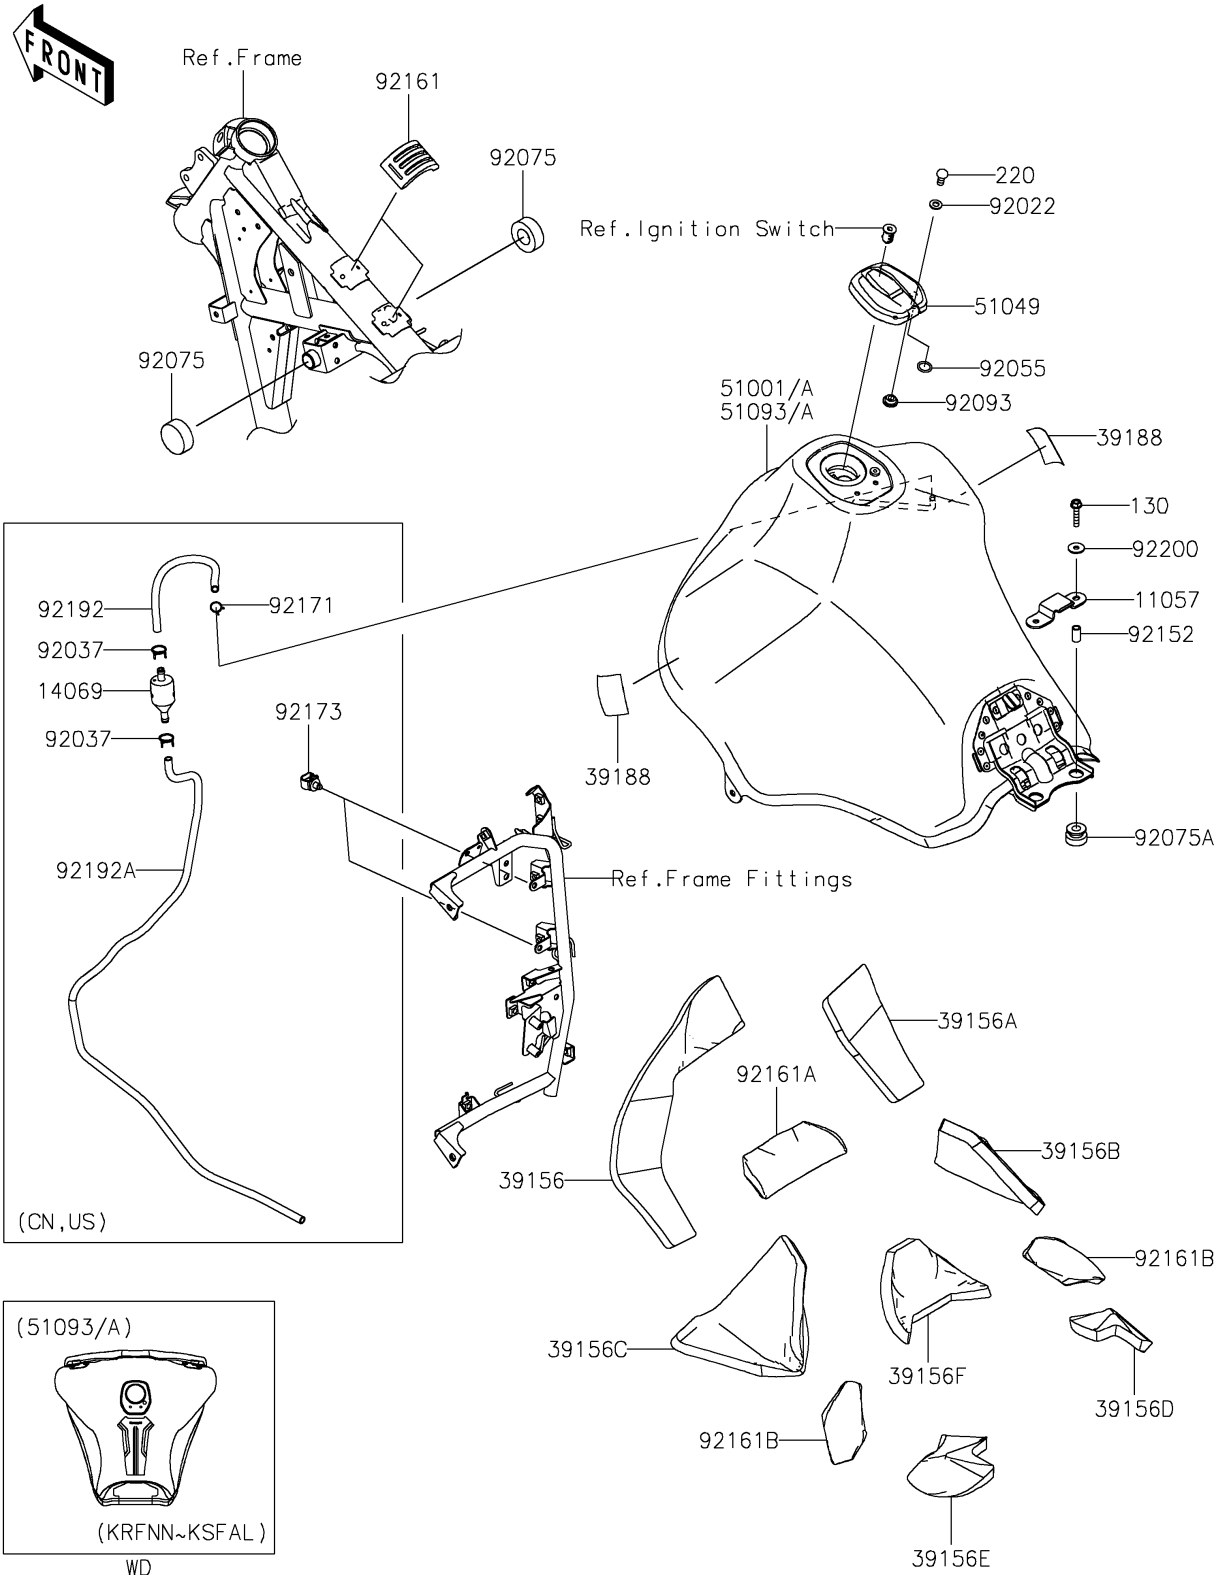 FRONT
Ref.Frame
92161
92075
220
92022
Ref.Ignition Switch
51049
92075
92055
51001/A
51093/A
92093
39188
130
92200
92192
92171
11057
92037
92152
14069
92173
92037
39188
92075A
92192A
Ref.Frame Fittings
39156A
92161A
39156B
39156
(CN,US)
92161B
(51093/A)
39156C
39156F
39156D
92161B
(KRFNN~KSFAL)
39156E
WD